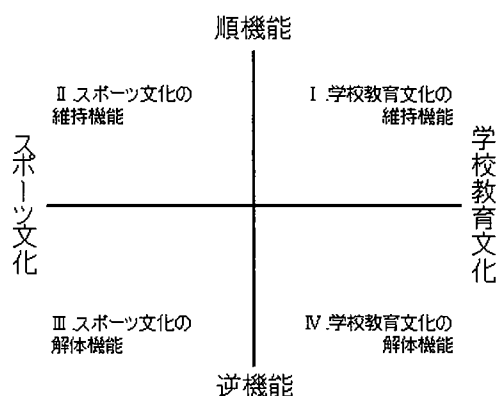 順機能
Ⅱ.スポーツ文化の
維持機能
Ⅰ.学校教育文化の
維持機能
スポーツ文化
学校教育文化
Ⅲ.スポーツ文化の
解体機能
Ⅳ.学校教育文化の
解体機能
逆機能